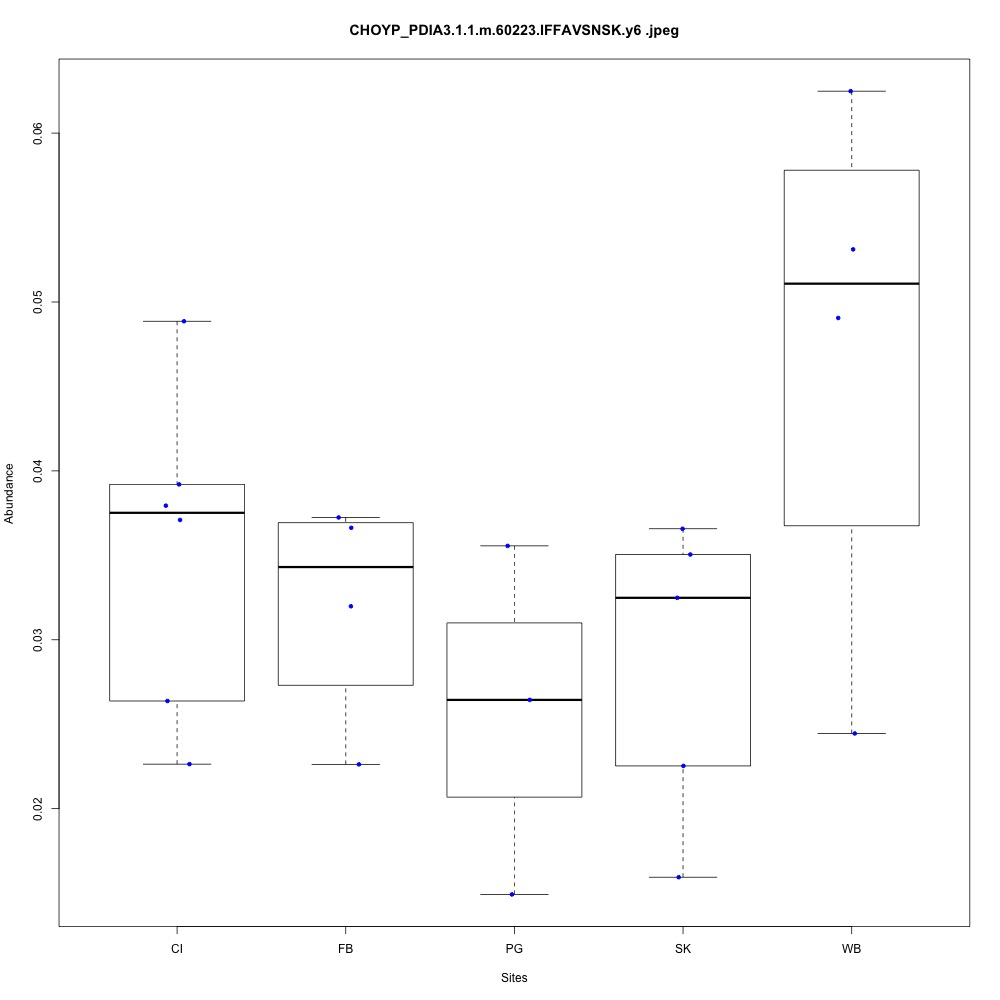 CHOYP_PDIA3.1.1.m.60223.IFFAVSNSK.y6 .jpeg
0.06
0.05
0.04
0.03
0.02
Abundance
CI FB PG SK WB
Sites